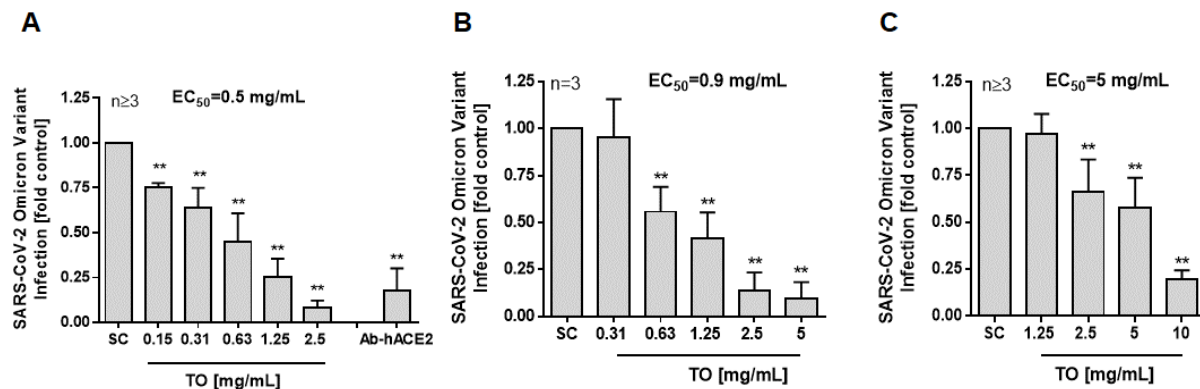 A
SARS-CoV-2 Omicron Variant
Infection [fold control]
n≥3
EC50=0.5 mg/mL
1.25
1.00
0.75
0.50
0.25
0.00
** ** ** ** ** **
SC 0.15 0.31 0.63 1.25 2.5 Ab-hACE2
TO [mg/mL]
B
SARS-CoV-2 Omicron Variant
Infection [fold control]
n=3
EC50=0.9 mg/mL
1.25
1.00
0.75
0.50
0.25
0.00
** ** ** **
SC 0.31 0.63 1.25 2.5 5
TO [mg/mL]
C
SARS-CoV-2 Omicron Variant
Infection [fold control]
n≥3
EC50=5 mg/mL
1.25
1.00
0.75
0.50
0.25
0.00
** ** **
SC 1.25 2.5 5 10
TO [mg/mL]